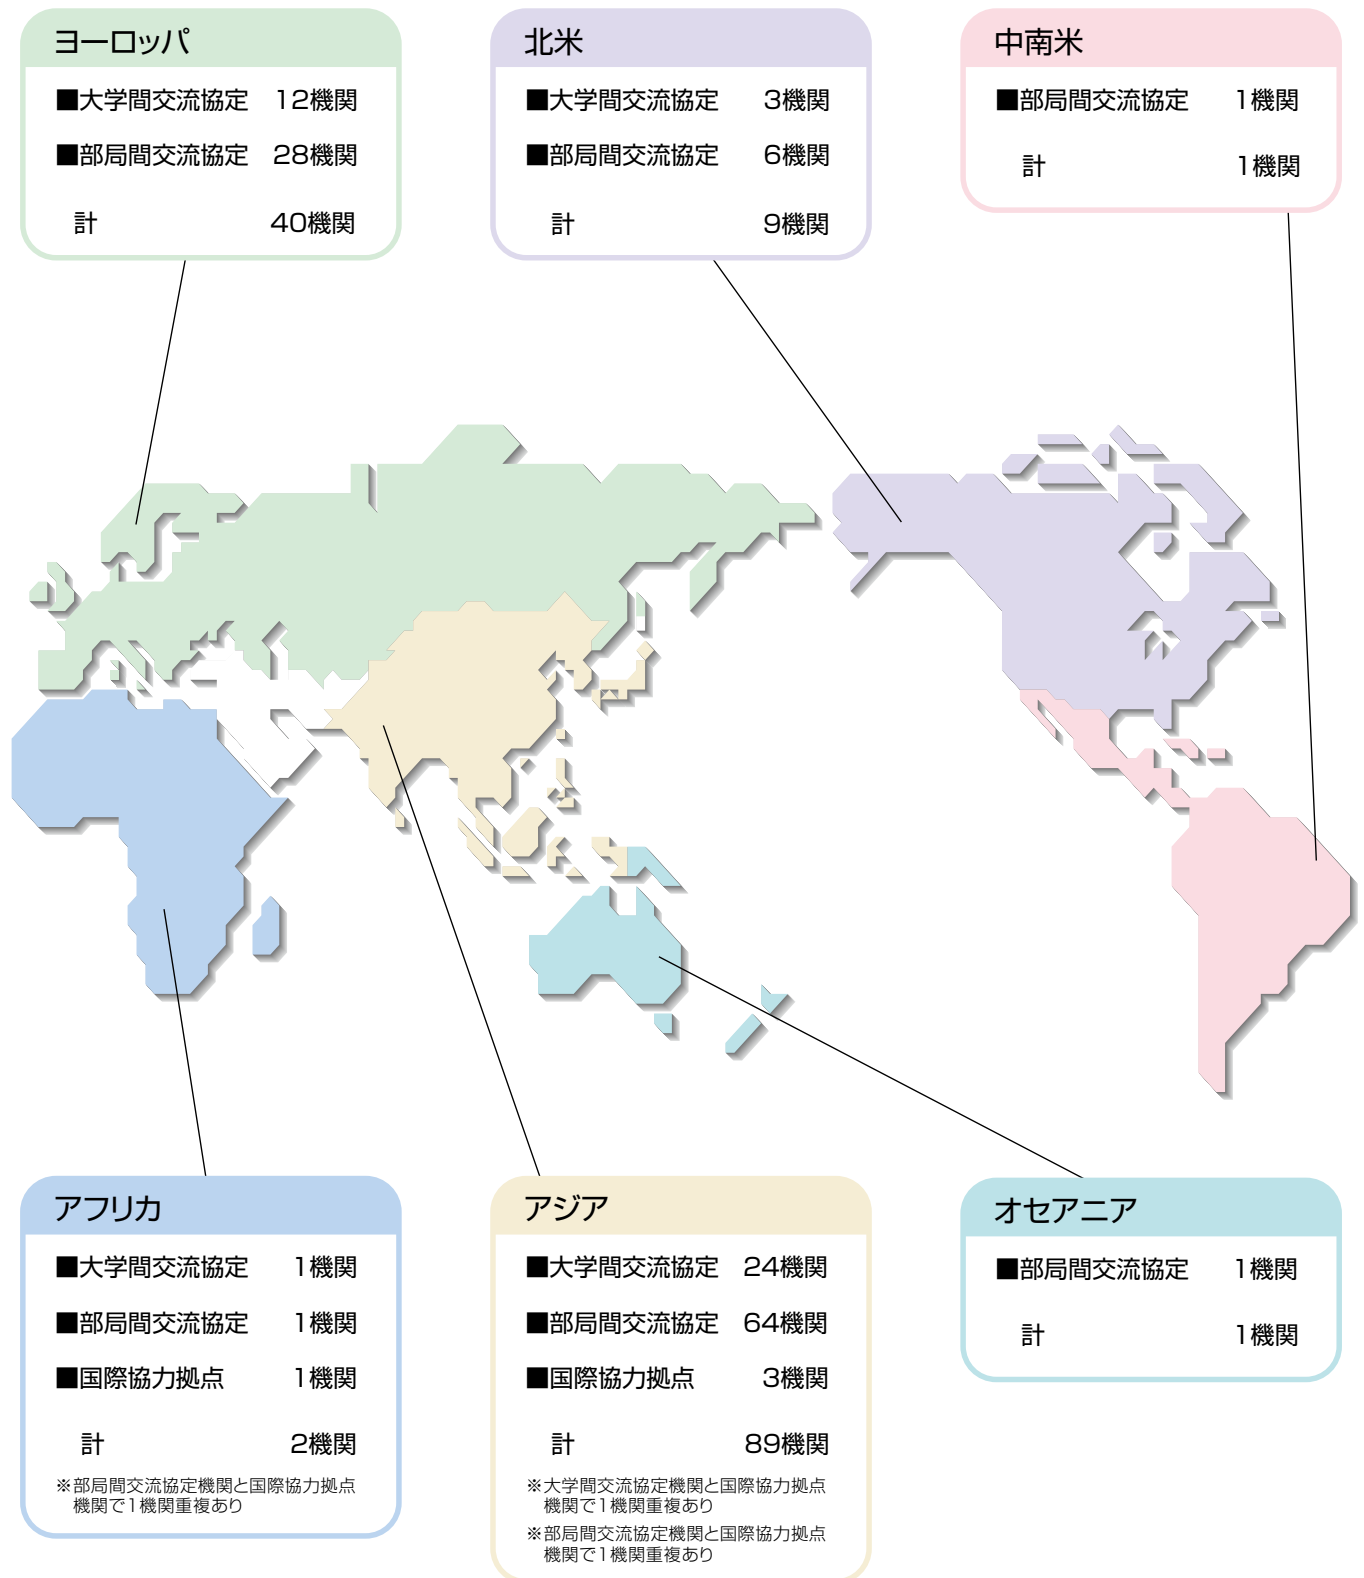 ヨーロッパ
■大学間交流協定 12機関
■部局間交流協定 28機関
計 40機関
北米
■大学間交流協定 3機関
■部局間交流協定 6機関
計 9機関
中南米
■部局間交流協定 1機関
計 1機関
アフリカ
■大学間交流協定 1機関
■部局間交流協定 1機関
■国際協力拠点 1機関
計 2機関
※部局間交流協定機関と国際協力拠点
機関で1機関重複あり
アジア
■大学間交流協定 24機関
■部局間交流協定 64機関
■国際協力拠点 3機関
計 89機関
※大学間交流協定機関と国際協力拠点
機関で1機関重複あり
※部局間交流協定機関と国際協力拠点
機関で1機関重複あり
オセアニア
■部局間交流協定 1機関
計 1機関